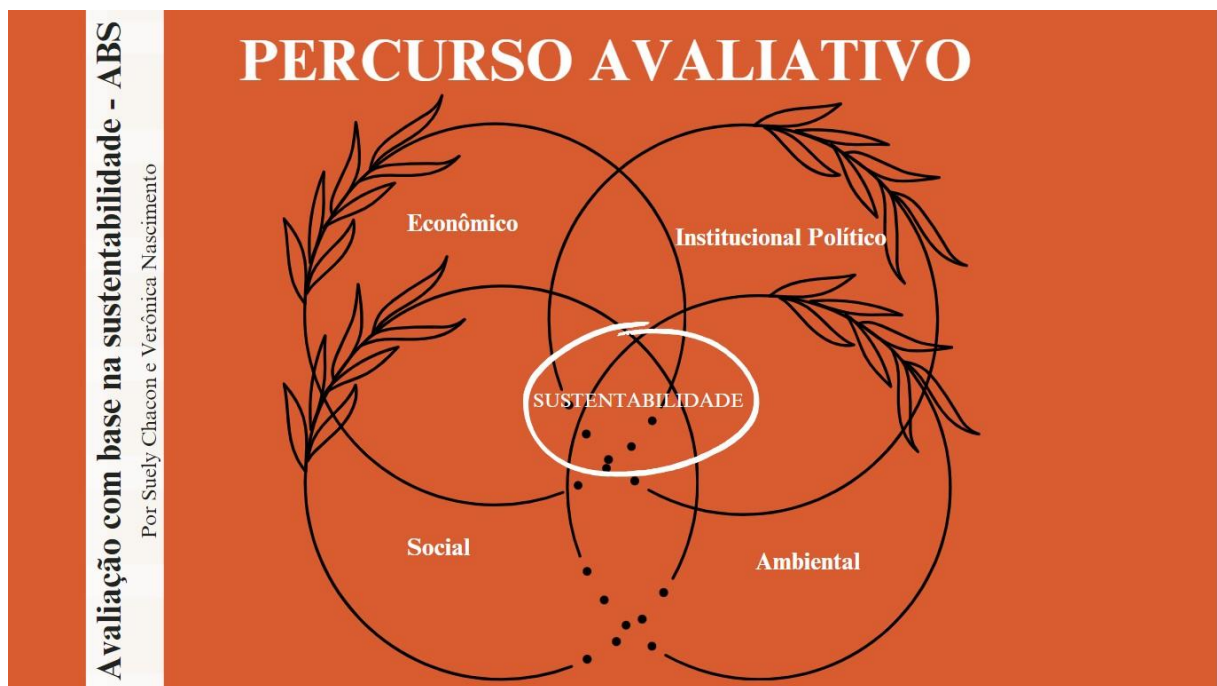 Avaliação com base na sustentabilidade - ABS
Por Suely Chacon e Verônica Nascimento
PERCURSO AVALIATIVO
Econômico
Institucional Político
SUSTENTABILIDADE
Social
Ambiental